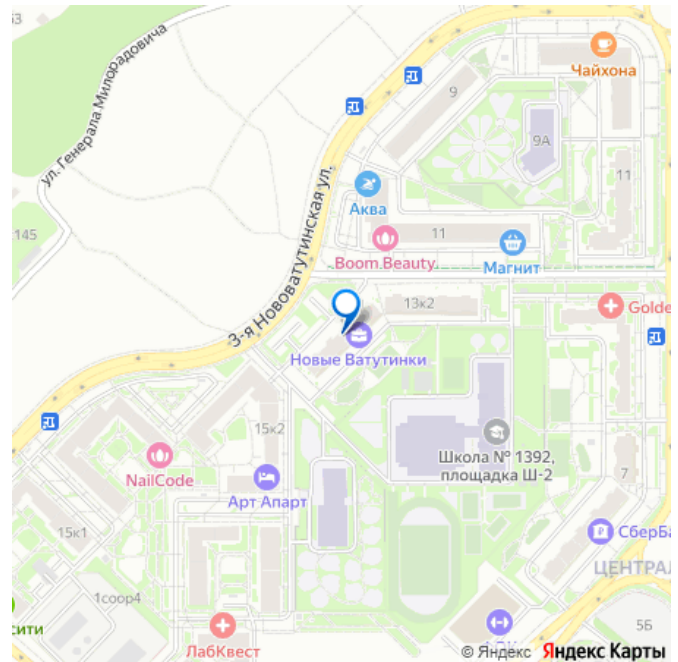 53
Чайхона
9
9А
ул. Генерала Милорадовича
11
Аква
11
145
Boom Beauty
Магнит
3-я Нововатутинская ул.
13к2
Golde
Новые Ватутинки
15к2
Школа № 1392,
площадка Ш-2
NailCode
7
Арт Апарт
СберБа
15к1
ЦЕНТРАЛ
1соор4
сити
5Б
ЛабКвест
© Яндекс Яндекс Карты